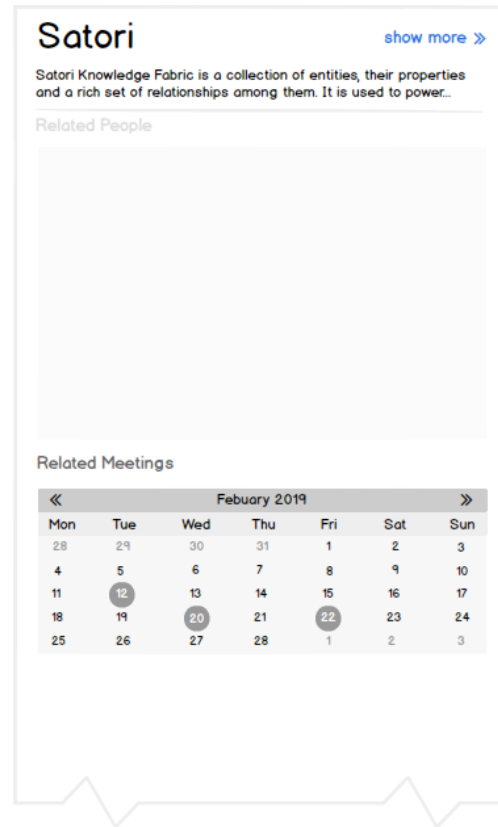 Satori
show more »
Satori Knowledge Fabric is a collection of entities, their properties
and a rich set of relationships among them. It is used to power...
Related People
Related Meetings
« Febuary 2019 »
Mon Tue Wed Thu Fri Sat Sun
28 29 30 31 1 2 3
4 5 6 7 8 9 10
11 12 13 14 15 16 17
18 19 20 21 22 23 24
25 26 27 28 1 2 3